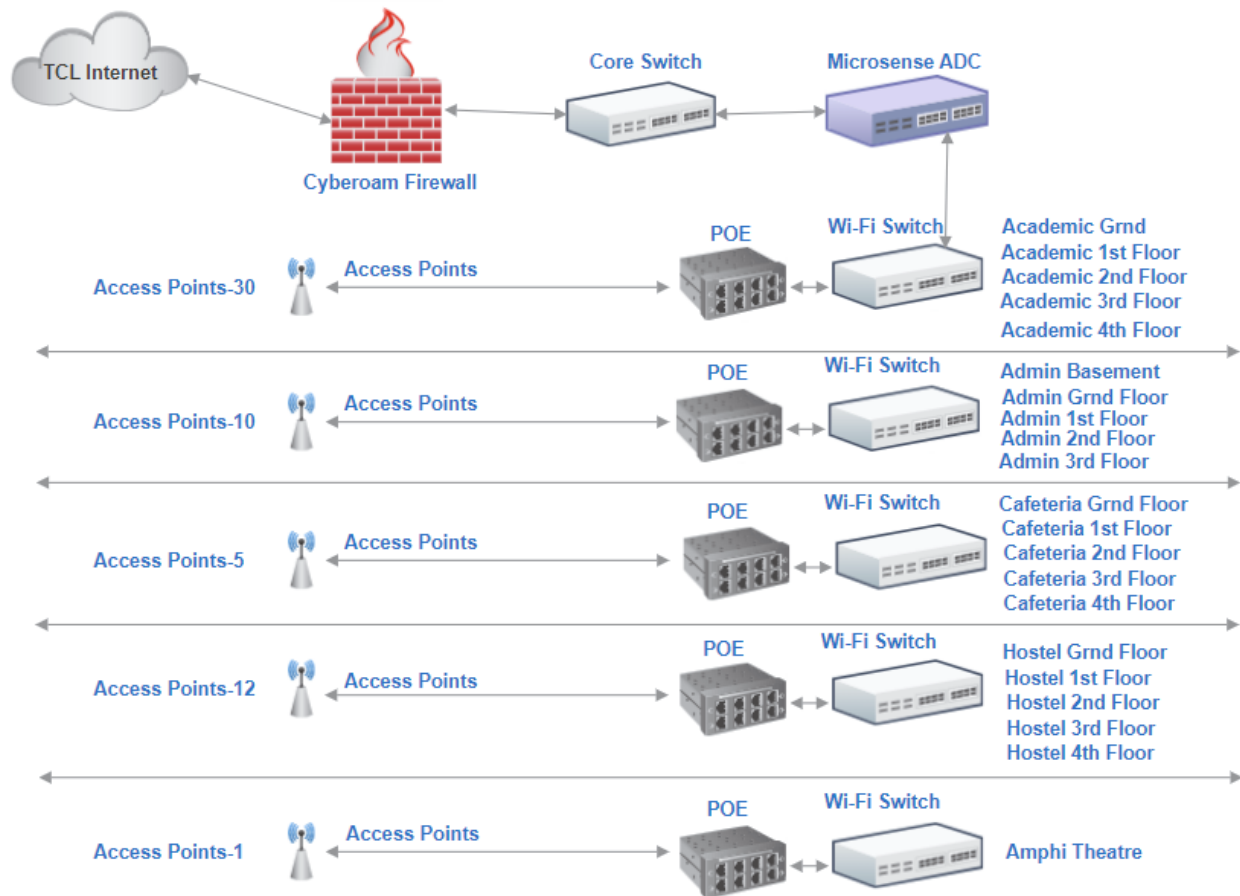 TCL Internet
Core Switch
Microsense ADC
Cyberoam Firewall
POE
Wi-Fi Switch
Academic Grnd
Academic 1st Floor
Academic 2nd Floor
Academic 3rd Floor
Academic 4th Floor
Access Points-30
Access Points
POE
Wi-Fi Switch
Admin Basement
Admin Grnd Floor
Admin 1st Floor
Admin 2nd Floor
Admin 3rd Floor
Access Points-10
Access Points
POE
Wi-Fi Switch
Cafeteria Grnd Floor
Cafeteria 1st Floor
Cafeteria 2nd Floor
Cafeteria 3rd Floor
Cafeteria 4th Floor
Access Points-5
Access Points
POE
Wi-Fi Switch
Hostel Grnd Floor
Hostel 1st Floor
Hostel 2nd Floor
Hostel 3rd Floor
Hostel 4th Floor
Access Points-12
Access Points
POE
Wi-Fi Switch
Access Points-1
Access Points
Amphi Theatre